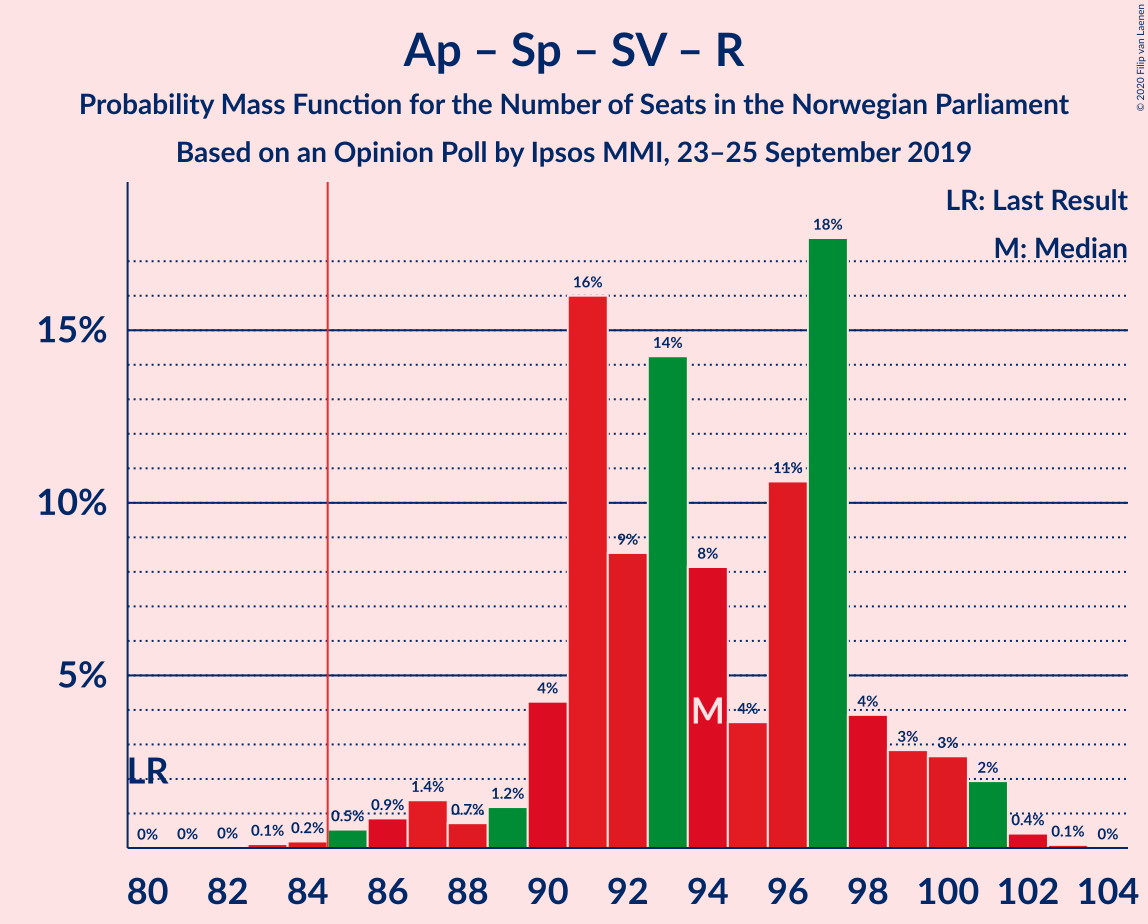 Ap – Sp – SV – R
Probability Mass Function for the Number of Seats in the Norwegian Parliament
Based on an Opinion Poll by Ipsos MMI, 23–25 September 2019
© 2020 Filip van Laenen
LR: Last Result
M: Median
15%
10%
5%
LR
M
0% 0% 0% 0.1% 0.2% 0.5% 0.9% 1.4% 0.7% 1.2% 4% 16% 9% 14% 8% 4% 11% 18% 4% 3% 3% 2% 0.4% 0.1% 0%
80 82 84 86 88 90 92 94 96 98 100 102 104